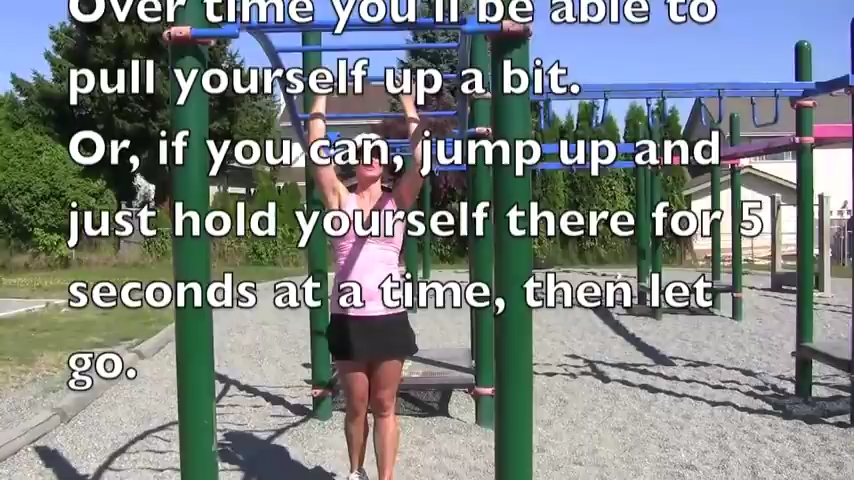 Over time you'll be able to
pull yourself up a bit.
Or, if you can, jump up and
just hold yourself there for 5
seconds at a time, then let
go.